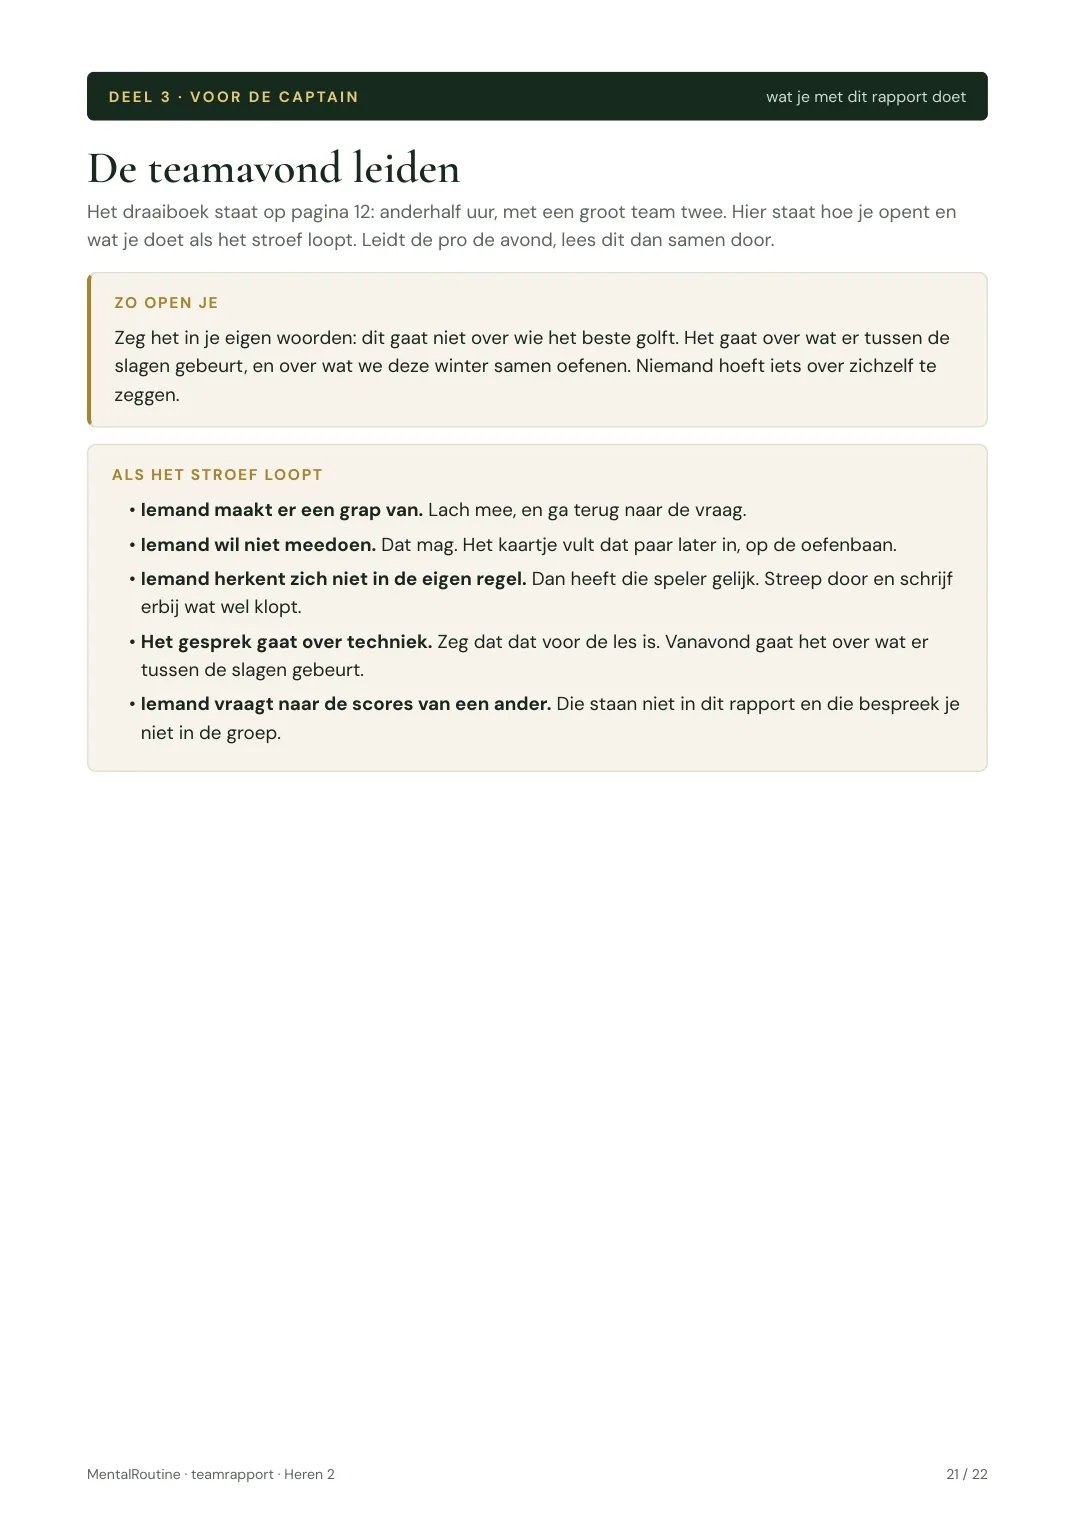 DEEL 3 · VOOR DE CAPTAIN
wat je met dit rapport doet
De teamavond leiden
Het draaiboek staat op pagina 12: anderhalf uur, met een groot team twee. Hier staat hoe je opent en
wat je doet als het stroef loopt. Leidt de pro de avond, lees dit dan samen door.
ZO OPEN JE
Zeg het in je eigen woorden: dit gaat niet over wie het beste golft. Het gaat over wat er tussen de
slagen gebeurt, en over wat we deze winter samen oefenen. Niemand hoeft iets over zichzelf te
zeggen.
ALS HET STROEF LOOPT
• Iemand maakt er een grap van. Lach mee, en ga terug naar de vraag.
• Iemand wil niet meedoen. Dat mag. Het kaartje vult dat paar later in, op de oefenbaan.
• Iemand herkent zich niet in de eigen regel. Dan heeft die speler gelijk. Streep door en schrijf
erbij wat wel klopt.
• Het gesprek gaat over techniek. Zeg dat dat voor de les is. Vanavond gaat het over wat er
tussen de slagen gebeurt.
• Iemand vraagt naar de scores van een ander. Die staan niet in dit rapport en die bespreek je
niet in de groep.
MentalRoutine · teamrapport · Heren 2
21 / 22